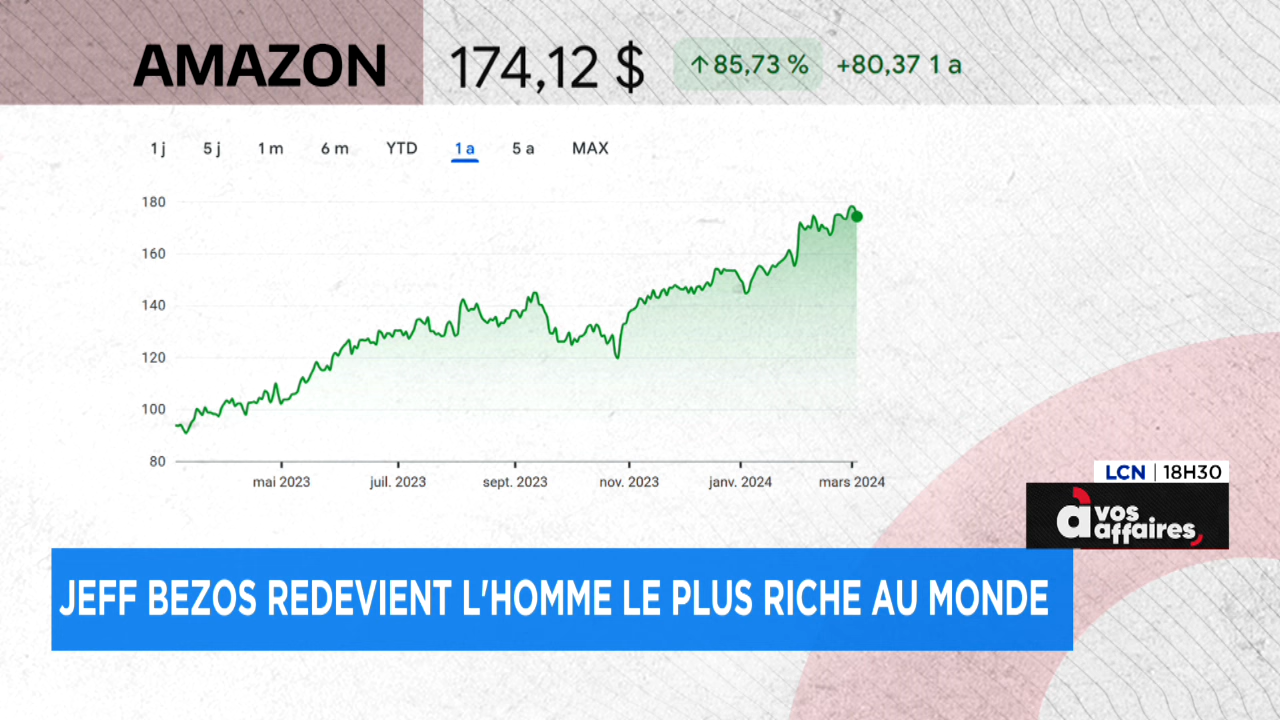 AMAZON 174,12 $ ↑85,73 % +80,37 1 a
1 j 5 j 1 m 6 m YTD 1 a 5 a MAX
180
160
140
120
100
80
mai 2023 juil. 2023 sept. 2023 nov. 2023 janv. 2024 mars 2024
LCN | 18H30
à vos
affaires
JEFF BEZOS REDEVIENT L'HOMME LE PLUS RICHE AU MONDE